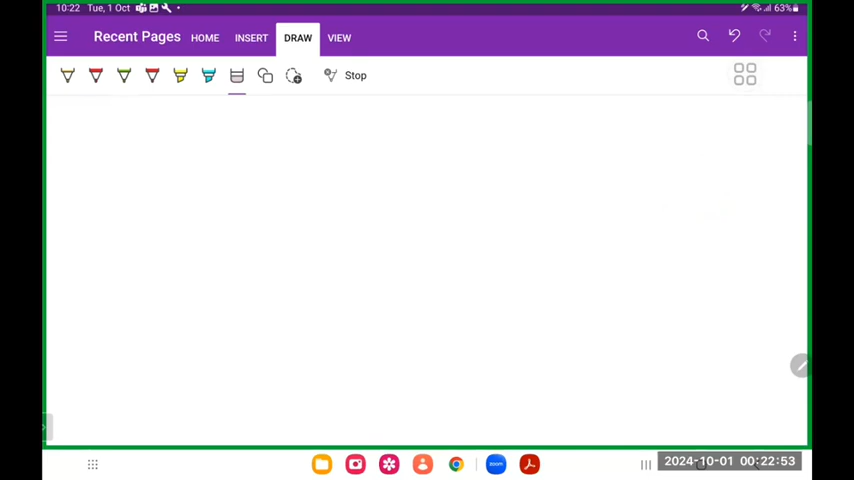 10:22 Tue, 1 Oct 63%
Recent Pages HOME INSERT DRAW VIEW
Stop
zoom
2024-10-01 00:22:53